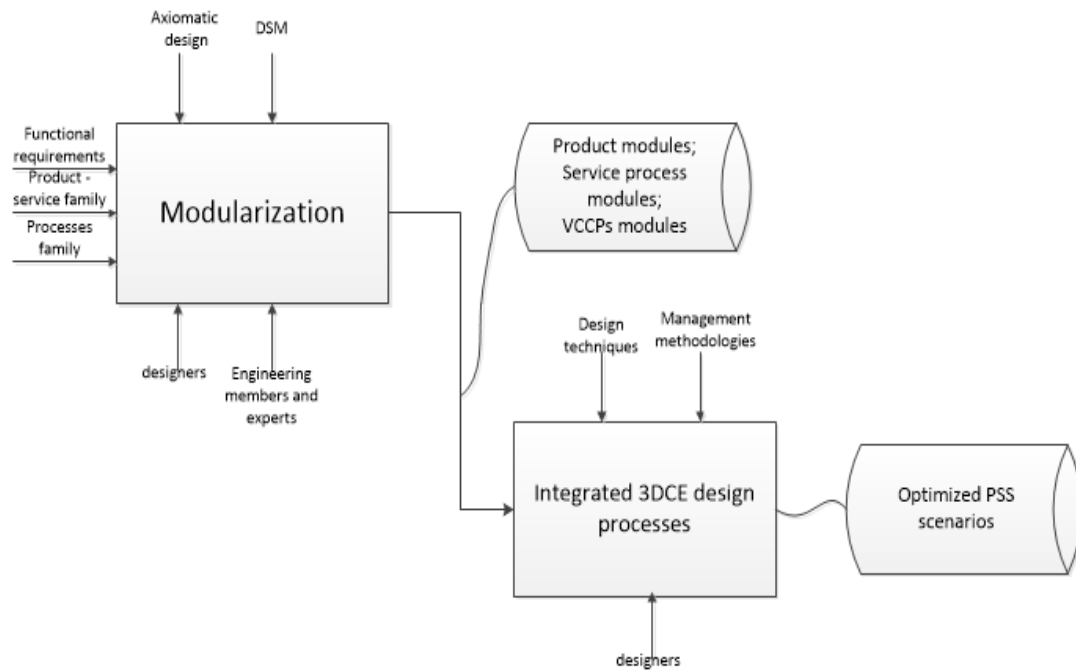 Axiomatic
design
DSM
Functional
requirements
Product -
service family
Processes
family
Modularization
designers
Engineering
members and
experts
Product modules;
Service process
modules;
VCCPs modules
Design
techniques
Management
methodologies
Integrated 3DCE design
processes
Optimized PSS
scenarios
designers